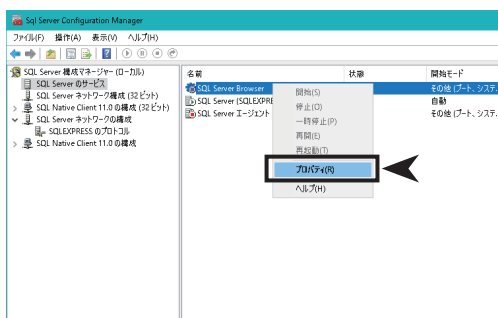 Sql Server Configuration Manager
ファイル(F) 操作(A) 表示(V) ヘルプ(H)
SQL Server 構成マネージャー (ローカル)
SQL Server のサービス
SQL Server ネットワーク構成 (32 ビット)
SQL Native Client 11.0 の構成 (32 ビット)
SQL Server ネットワークの構成
SQLEXPRESS のプロトコル
SQL Native Client 11.0 の構成
名前 状態 開始モード
SQL Server Browser その他 (ブート、システ
SQL Server (SQLEXPRE 自動
SQL Server エージェント その他 (ブート、システ
開始(S)
停止(O)
一時停止(P)
再開(E)
再起動(T)
プロパティ(R)
ヘルプ(H)